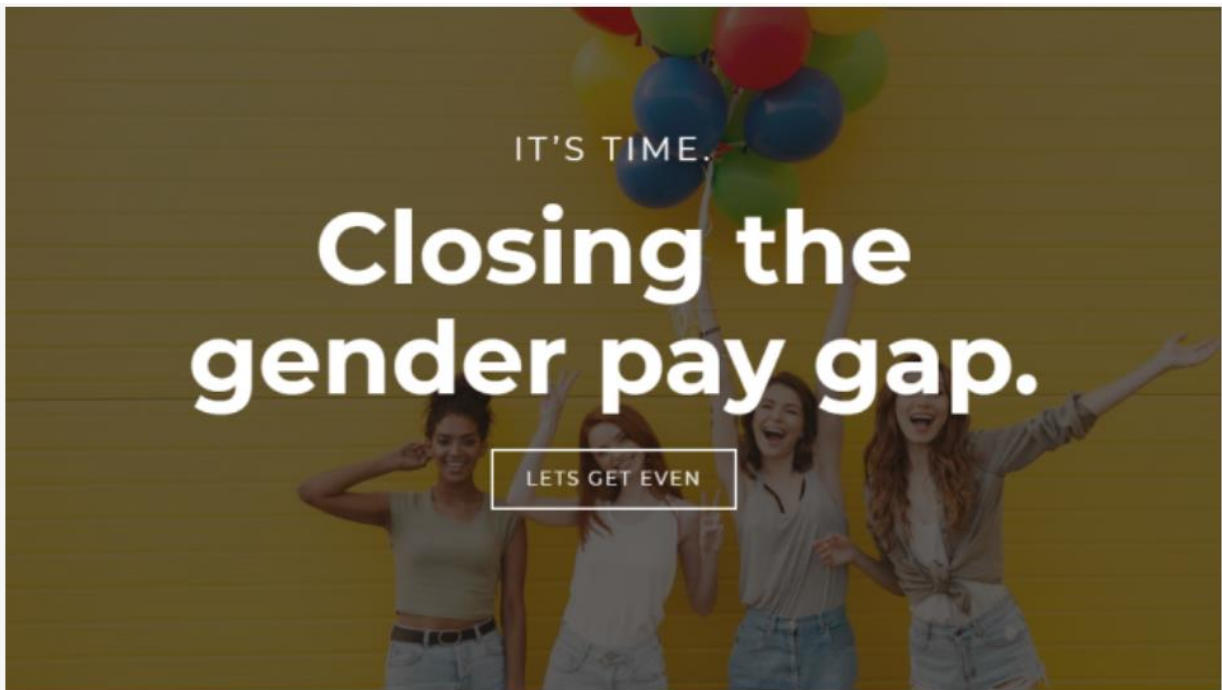 IT’S TIME.
Closing the
gender pay gap.
LETS GET EVEN